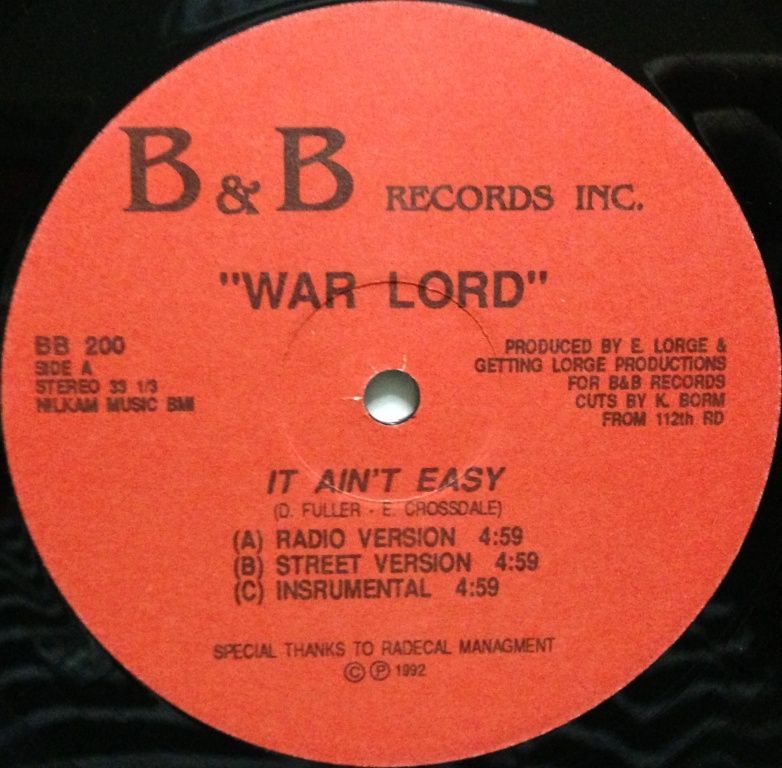 B & B RECORDS INC.
"WAR LORD"
BB 200
SIDE A
STEREO 33 1/3
NILKAM MUSIC BMI
PRODUCED BY E. LORGE &
GETTING LORGE PRODUCTIONS
FOR B&B RECORDS
CUTS BY K. BORM
FROM 112th RD
IT AIN'T EASY
(D. FULLER - E. CROSSDALE)
(A) RADIO VERSION 4:59
(B) STREET VERSION 4:59
(C) INSRUMENTAL 4:59
SPECIAL THANKS TO RADECAL MANAGMENT
©℗ 1992